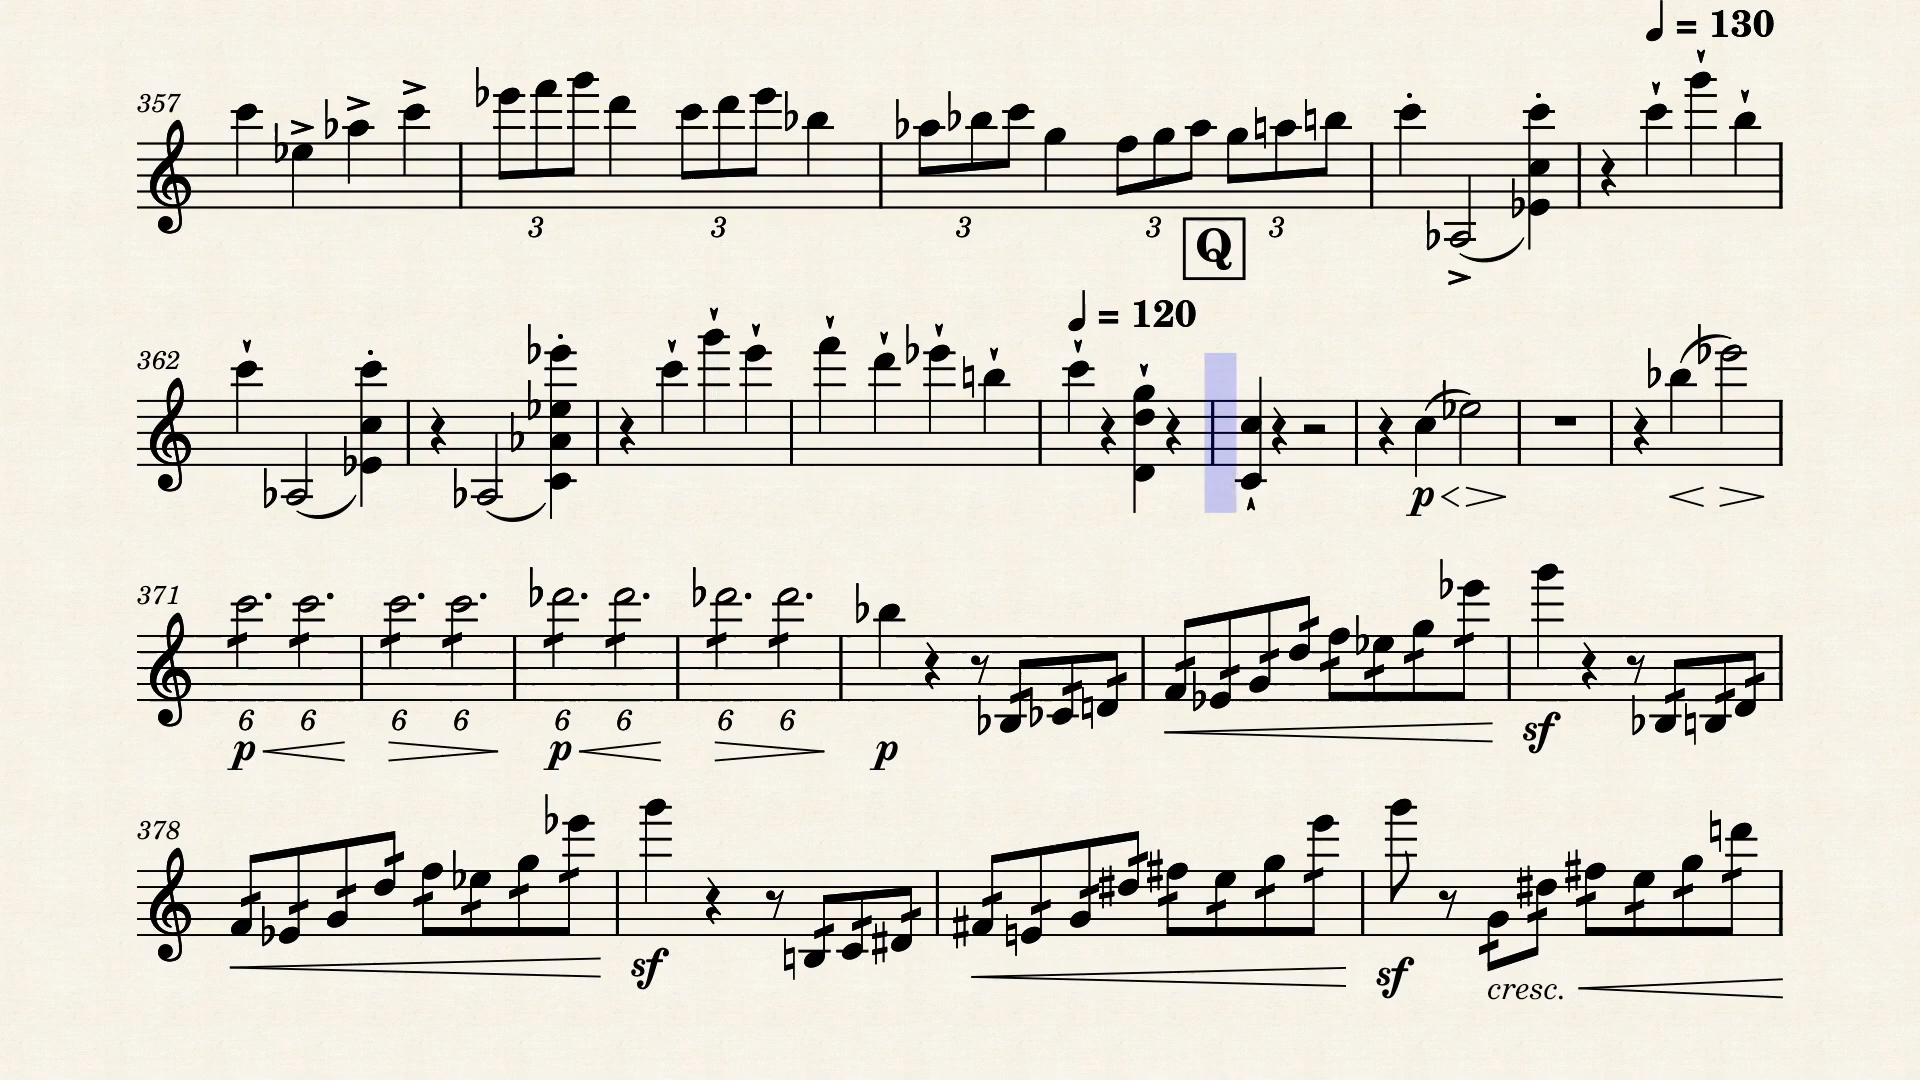 ♩ = 130
357
3 3 3 3 3
Q
♩ = 120
362
p
371
6 6 6 6 6 6 6 6
p p p sf
378
sf sf
cresc.